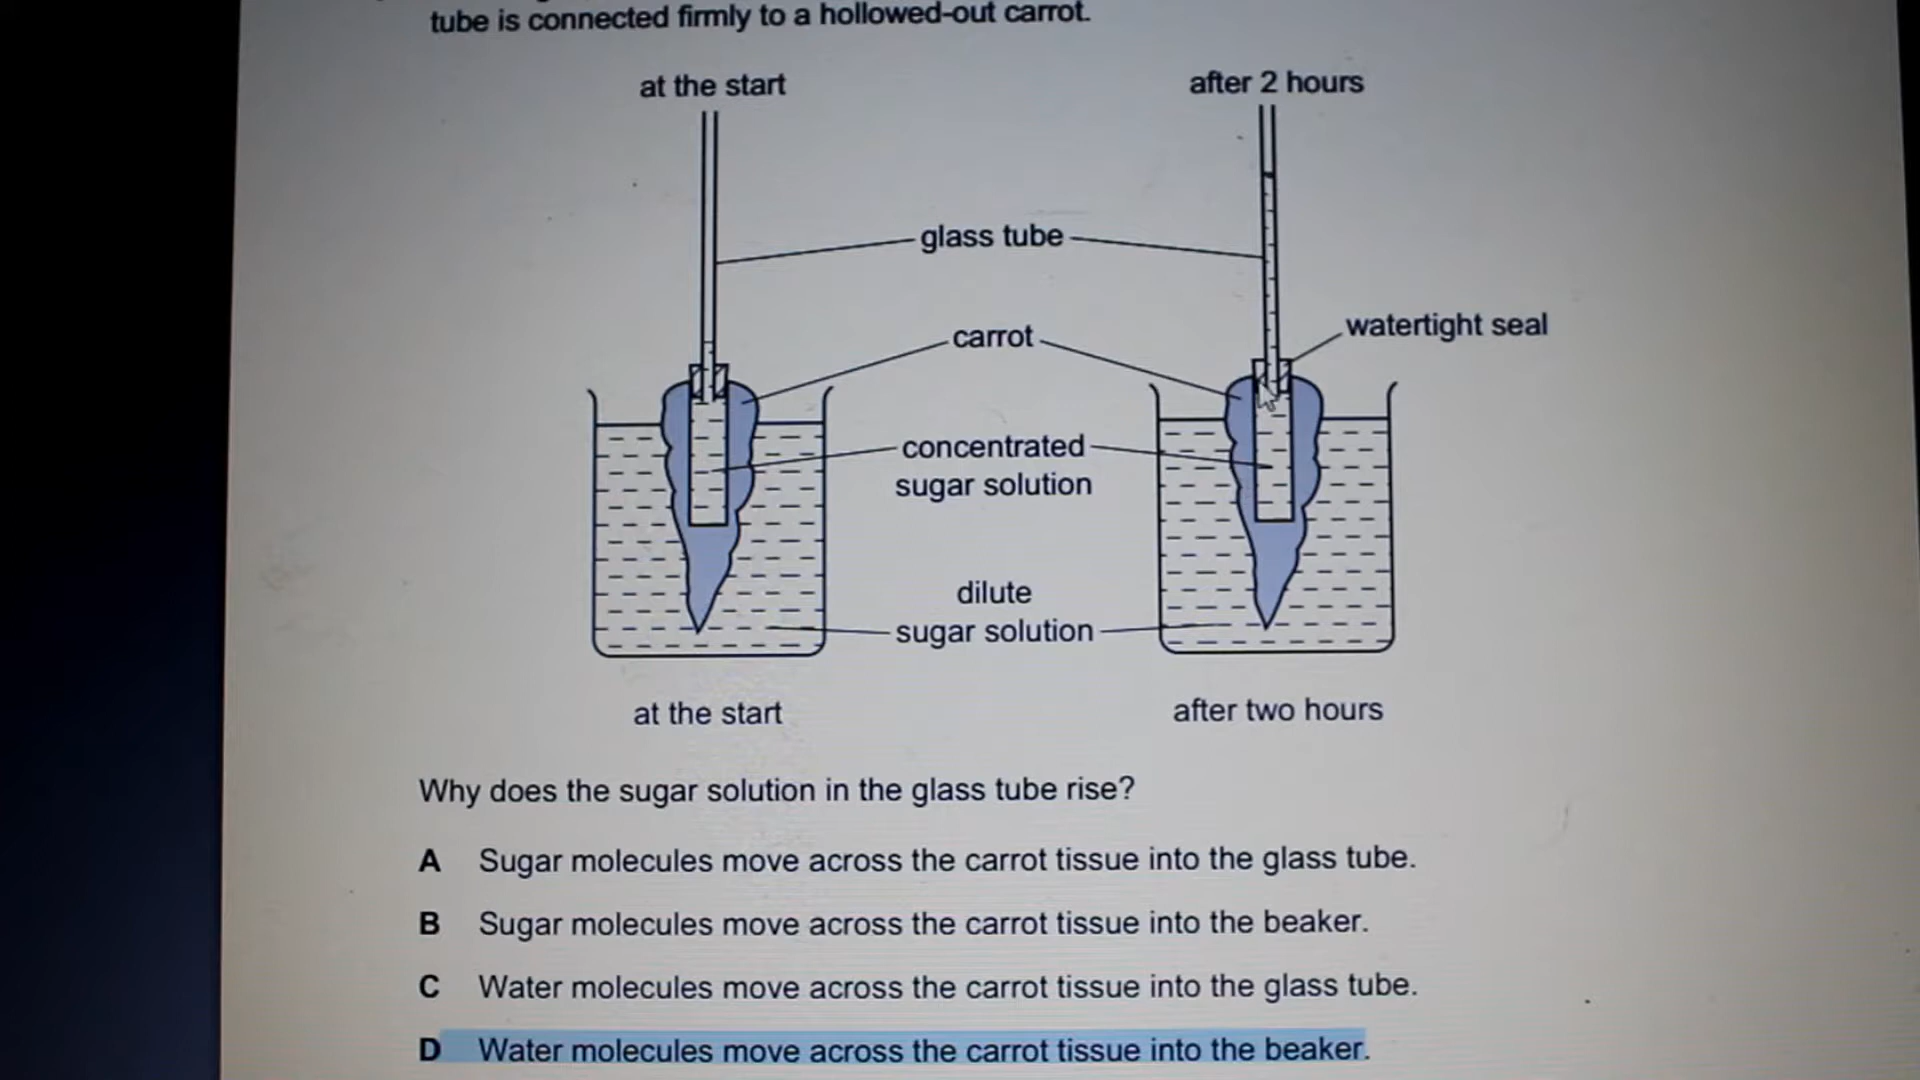 tube is connected firmly to a hollowed-out carrot.
at the start
after 2 hours
glass tube
watertight seal
carrot
concentrated
sugar solution
dilute
sugar solution
at the start
after two hours
Why does the sugar solution in the glass tube rise?
A Sugar molecules move across the carrot tissue into the glass tube.
B Sugar molecules move across the carrot tissue into the beaker.
C Water molecules move across the carrot tissue into the glass tube.
D Water molecules move across the carrot tissue into the beaker.